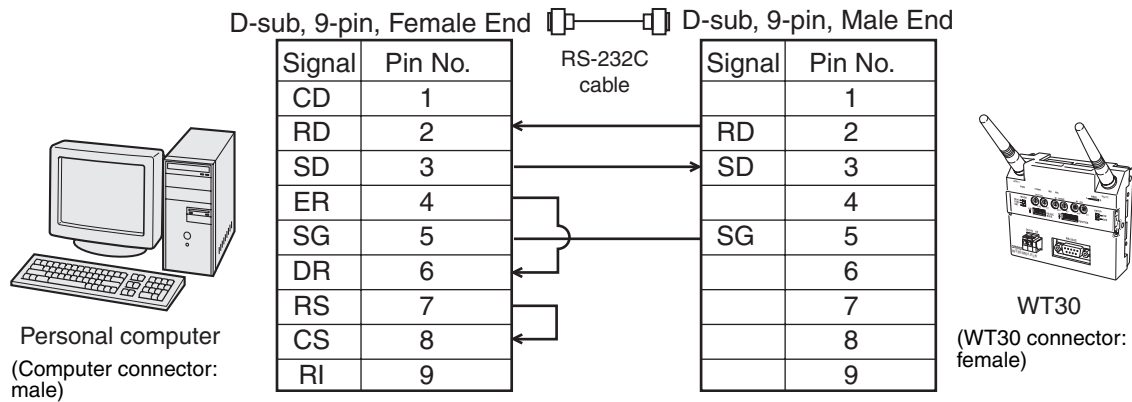 D-sub, 9-pin, Female End
D-sub, 9-pin, Male End
RS-232C
cable
Signal Pin No.
CD 1
RD 2
SD 3
ER 4
SG 5
DR 6
RS 7
CS 8
RI 9
Signal Pin No.
1
RD 2
SD 3
4
SG 5
6
7
8
9
Personal computer
(Computer connector:
male)
WT30
(WT30 connector:
female)